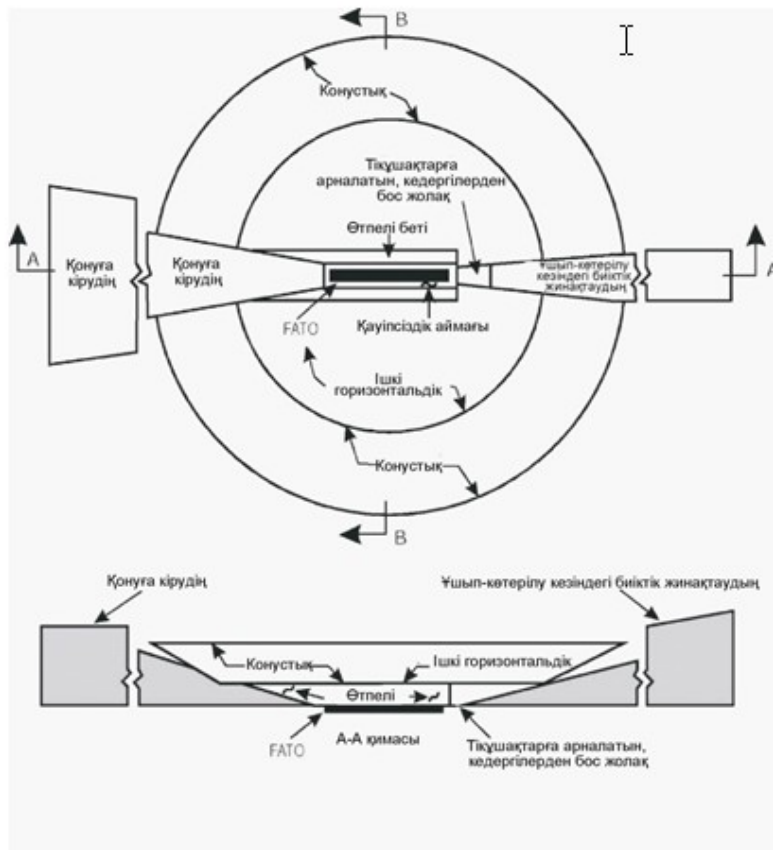 B
Конустық
Тікұшақтарға
арналатын, кедергілерден
бос жолақ
Өтпелі беті
A
Қонуға
кірудің
Қонуға
кірудің
Ұшып-көтерілу
кезіндегі биіктік
жинақтаудың
A
FATO
Қауіпсіздік аймағы
Ішкі
горизонтальдік
Конустық
B
Қонуға кірудің
Ұшып-көтерілу кезіндегі биіктік жинақтаудың
Конустық
Ішкі горизонтальдік
Өтпелі
FATO
А-А қимасы
Тікұшақтарға арналатын,
кедергілерден бос жолақ